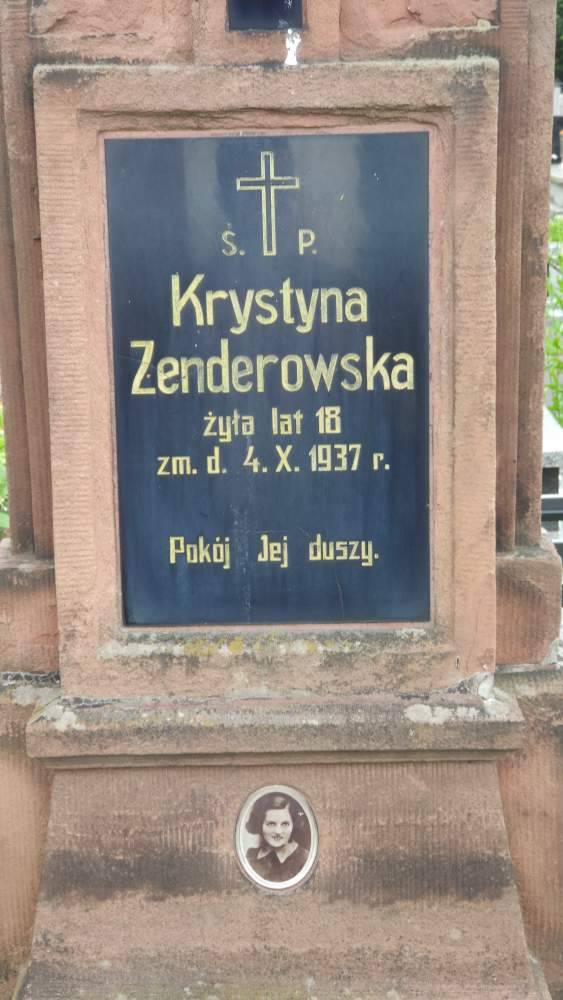 Ś. P.
Krystyna
Zenderowska
żyła lat 18
zm. d. 4. X. 1937 r.
Pokój Jej duszy.